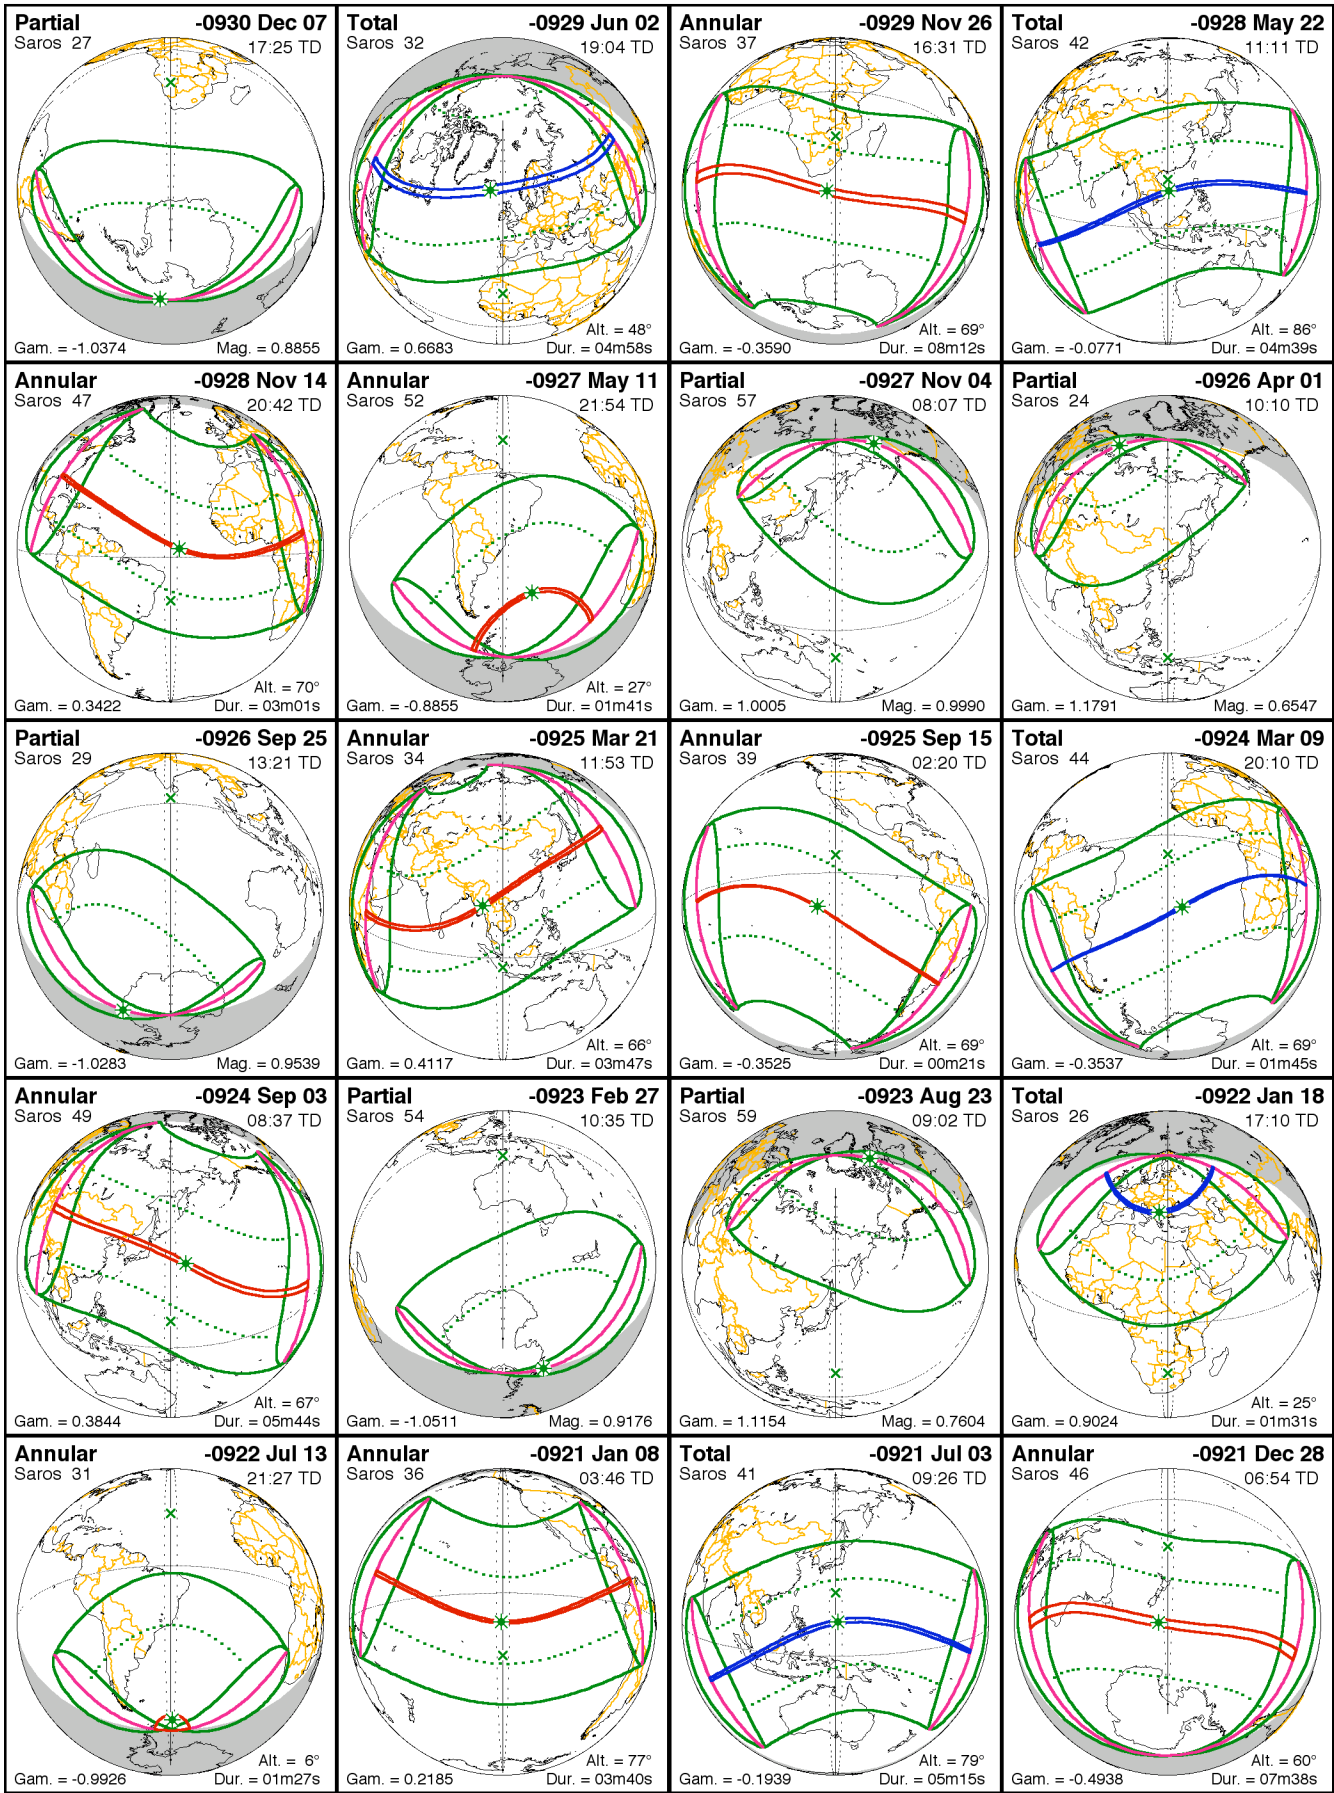 Partial -0930 Dec 07
Saros 27 17:25 TD
Gam. = -1.0374 Mag. = 0.8855
Total -0929 Jun 02
Saros 32 19:04 TD
Alt. = 48°
Gam. = 0.6683 Dur. = 04m58s
Annular -0929 Nov 26
Saros 37 16:31 TD
Alt. = 69°
Gam. = -0.3590 Dur. = 08m12s
Total -0928 May 22
Saros 42 11:11 TD
Alt. = 86°
Gam. = -0.0771 Dur. = 04m39s
Annular -0928 Nov 14
Saros 47 20:42 TD
Alt. = 70°
Gam. = 0.3422 Dur. = 03m01s
Annular -0927 May 11
Saros 52 21:54 TD
Alt. = 27°
Gam. = -0.8855 Dur. = 01m41s
Partial -0927 Nov 04
Saros 57 08:07 TD
Gam. = 1.0005 Mag. = 0.9990
Partial -0926 Apr 01
Saros 24 10:10 TD
Gam. = 1.1791 Mag. = 0.6547
Partial -0926 Sep 25
Saros 29 13:21 TD
Gam. = -1.0283 Mag. = 0.9539
Annular -0925 Mar 21
Saros 34 11:53 TD
Alt. = 66°
Gam. = 0.4117 Dur. = 03m47s
Annular -0925 Sep 15
Saros 39 02:20 TD
Alt. = 69°
Gam. = -0.3525 Dur. = 00m21s
Total -0924 Mar 09
Saros 44 20:10 TD
Alt. = 69°
Gam. = -0.3537 Dur. = 01m45s
Annular -0924 Sep 03
Saros 49 08:37 TD
Alt. = 67°
Gam. = 0.3844 Dur. = 05m44s
Partial -0923 Feb 27
Saros 54 10:35 TD
Gam. = -1.0511 Mag. = 0.9176
Partial -0923 Aug 23
Saros 59 09:02 TD
Gam. = 1.1154 Mag. = 0.7604
Total -0922 Jan 18
Saros 26 17:10 TD
Alt. = 25°
Gam. = 0.9024 Dur. = 01m31s
Annular -0922 Jul 13
Saros 31 21:27 TD
Alt. = 6°
Gam. = -0.9926 Dur. = 01m27s
Annular -0921 Jan 08
Saros 36 03:46 TD
Alt. = 77°
Gam. = 0.2185 Dur. = 03m40s
Total -0921 Jul 03
Saros 41 09:26 TD
Alt. = 79°
Gam. = -0.1939 Dur. = 05m15s
Annular -0921 Dec 28
Saros 46 06:54 TD
Alt. = 60°
Gam. = -0.4938 Dur. = 07m38s